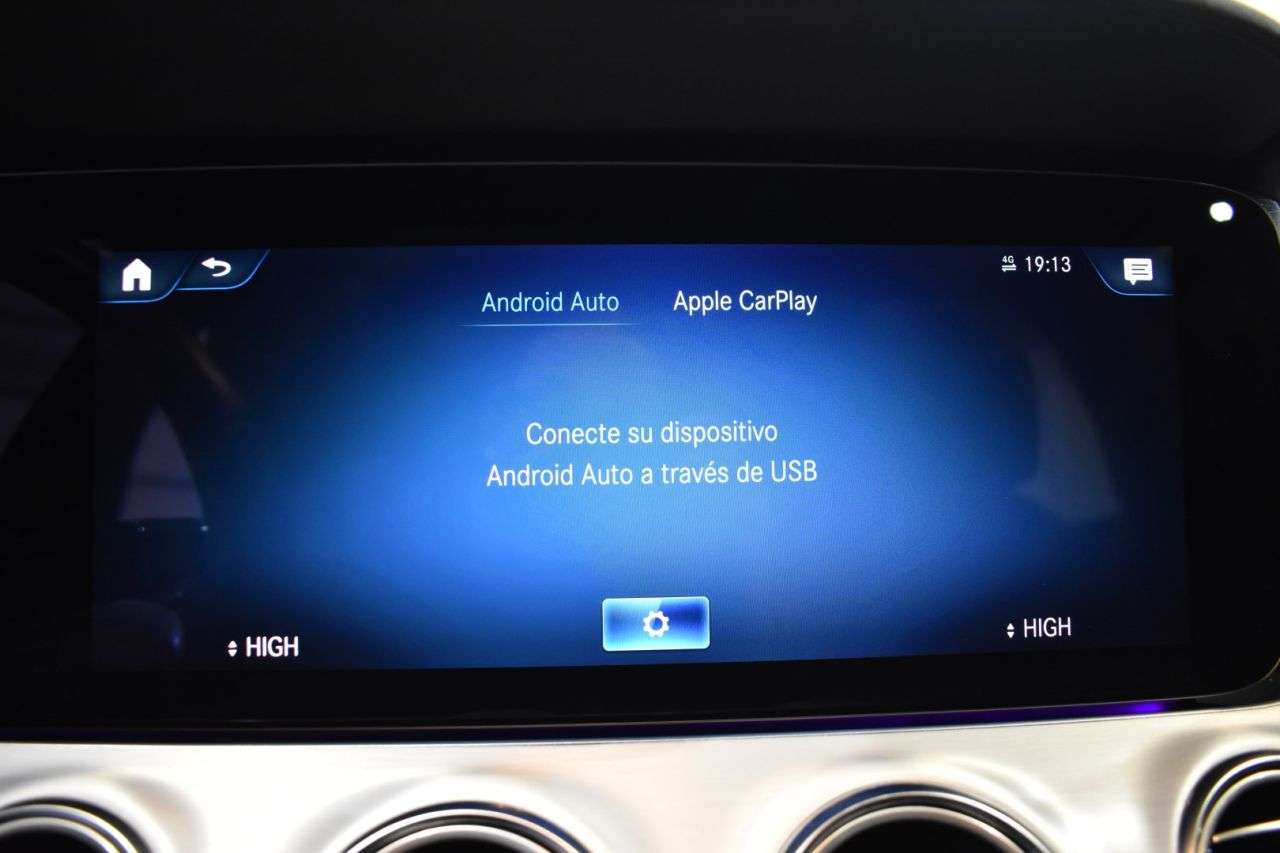 4G 19:13
Android Auto Apple CarPlay
Conecte su dispositivo
Android Auto a través de USB
HIGH HIGH